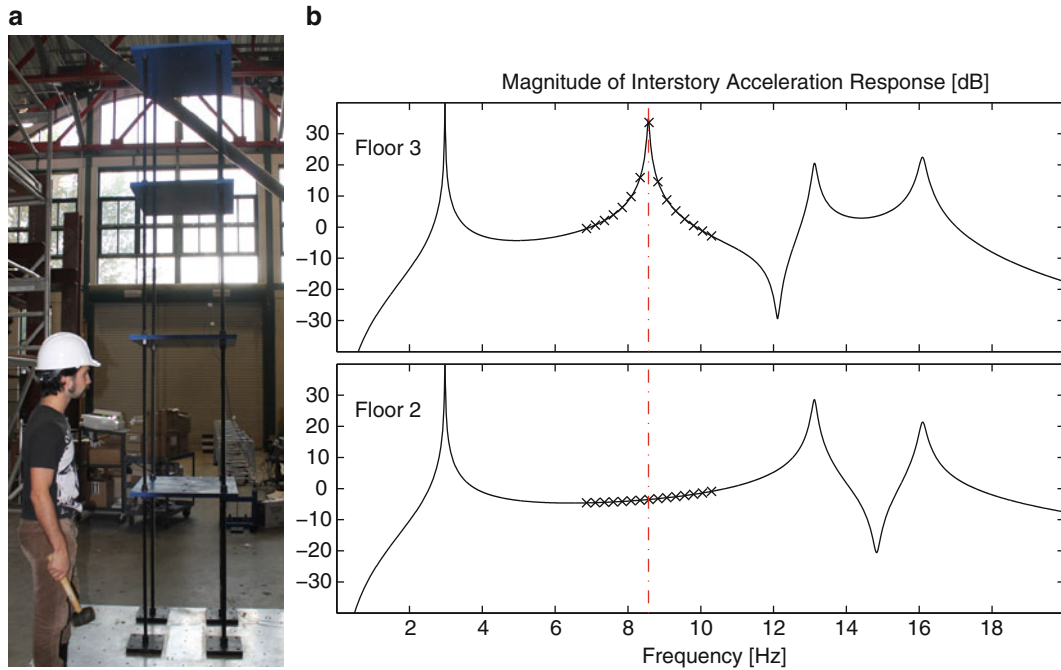 a
b
Magnitude of Interstory Acceleration Response [dB]
Floor 3
30
20
10
0
−10
−20
−30
Floor 2
30
20
10
0
−10
−20
−30
2 4 6 8 10 12 14 16 18
Frequency [Hz]